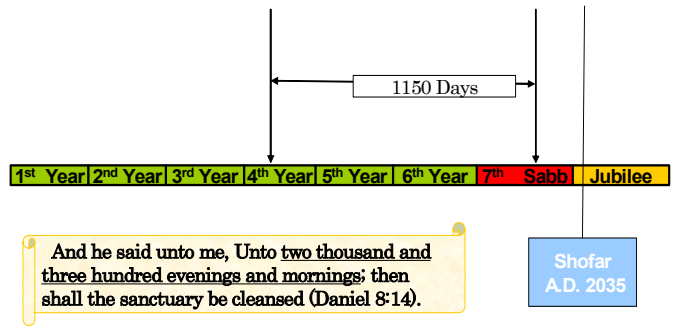 1150 Days
1st Year 2nd Year 3rd Year 4th Year 5th Year 6th Year 7th Sabb Jubilee
And he said unto me, Unto two thousand and
three hundred evenings and mornings; then
shall the sanctuary be cleansed (Daniel 8:14).
Shofar
A.D. 2035